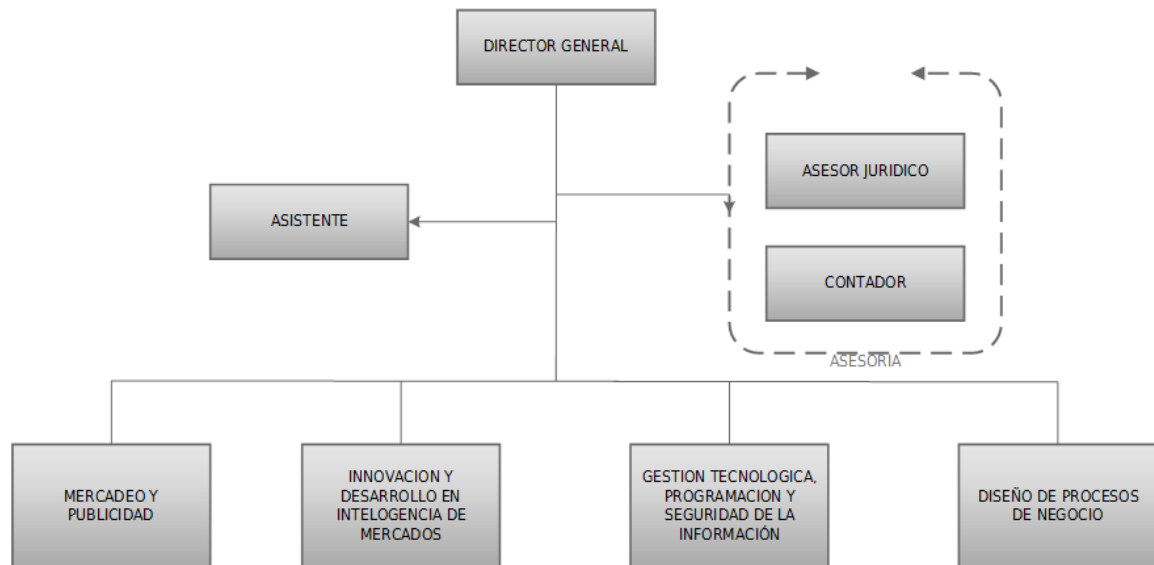 DIRECTOR GENERAL
ASESOR JURIDICO
ASISTENTE
CONTADOR
ASESORIA
MERCADEO Y
PUBLICIDAD
INNOVACION Y
DESARROLLO EN
INTELOGENCIA DE
MERCADOS
GESTION TECNOLOGICA,
PROGRAMACION Y
SEGURIDAD DE LA
INFORMACIÓN
DISEÑO DE PROCESOS
DE NEGOCIO